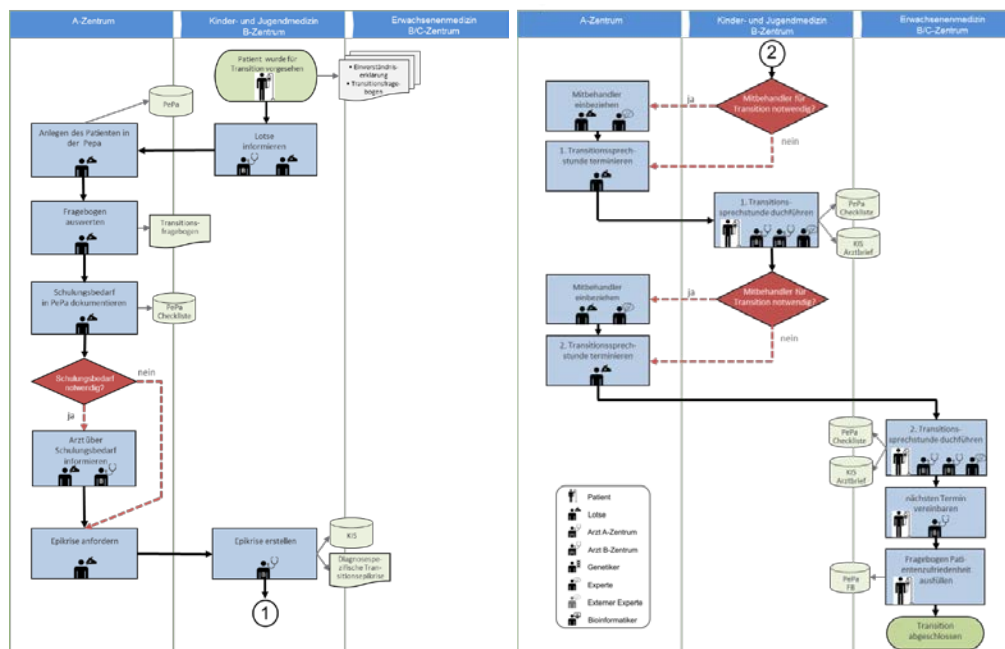 A-Zentrum
Kinder- und Jugendmedizin
B-Zentrum
Erwachsenenmedizin
B/C-Zentrum
Patient wurde für
Transition vorgesehen
• Einverständnis-
erklärung
• Transitionsfrage-
bogen
PePa
Anlegen des Patienten in
der Pepa
Lotse
informieren
Fragebogen
auswerten
Transitions-
fragebogen
Schulungsbedarf
in PePa dokumentieren
PePa
Checkliste
Schulungsbedarf
notwendig?
nein
ja
Arzt über
Schulungsbedarf
informieren
Epikrise anfordern
Epikrise erstellen
KIS
Diagnosespe-
zifische Tran-
sitionsepikrise
1
A-Zentrum
Kinder- und Jugendmedizin
B-Zentrum
Erwachsenenmedizin
B/C-Zentrum
2
Mitbehandler
einbeziehen
ja
Mitbehandler für
Transition notwendig?
nein
1. Transitionssprech-
stunde terminieren
1. Transitions-
sprechstunde duchführen
PePa
Checkliste
KIS
Arztbrief
Mitbehandler
einbeziehen
ja
Mitbehandler für
Transition notwendig?
nein
2. Transitionssprech-
stunde terminieren
PePa
Checkliste
2. Transitions-
sprechstunde duchführen
KIS
Arztbrief
nächsten Termin
vereinbaren
PePa
FB
Fragebogen Pati-
entenzufriedenheit
ausfüllen
Transition
abgeschlossen
Patient
Lotse
Arzt A-Zentrum
Arzt B-Zentrum
Genetiker
Experte
Externer Experte
Bioinformatiker